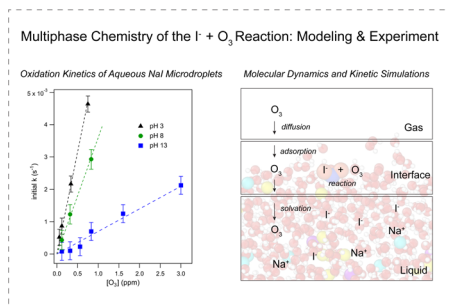 Multiphase Chemistry of the I⁻ + O₃ Reaction: Modeling & Experiment
Oxidation Kinetics of Aqueous NaI Microdroplets
5 ×10⁻³
4
3
2
1
0
initial k (s⁻¹)
pH 3
pH 8
pH 13
0.0 0.5 1.0 1.5 2.0 2.5 3.0
[O₃] (ppm)
Molecular Dynamics and Kinetic Simulations
O₃
diffusion
Gas
adsorption
O₃ I⁻ + O₃
reaction
Interface
solvation
I⁻ I⁻
I⁻
O₃ Na⁺
I⁻ Na⁺
Na⁺ Na⁺
Liquid